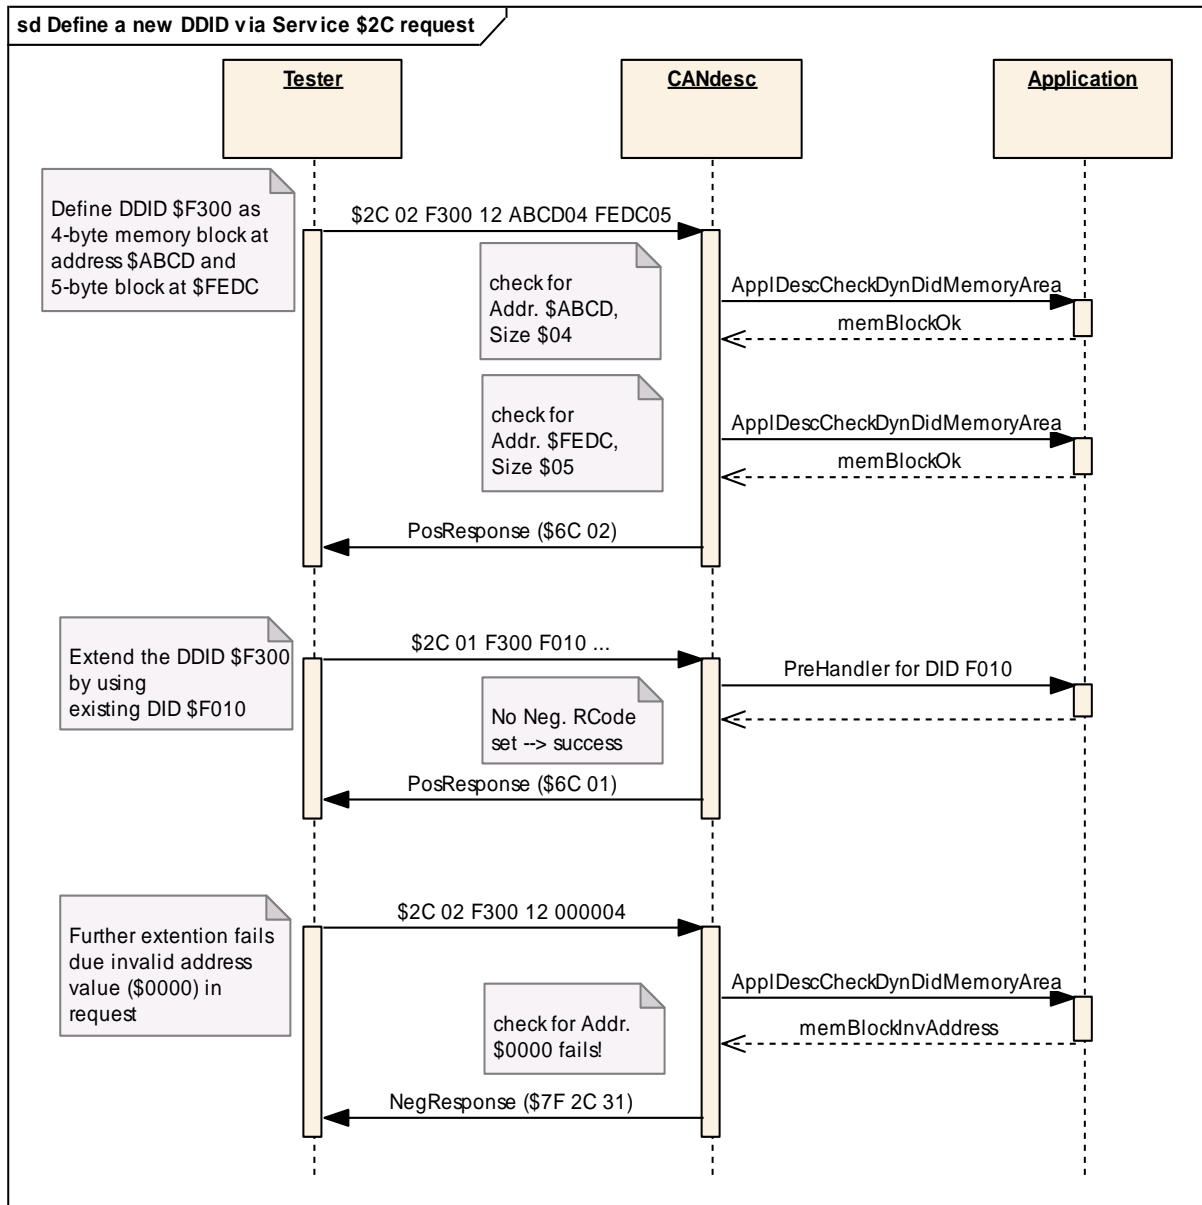 sd Define a new DDID via Service $2C request
Tester
CANdesc
Application
Define DDID $F300 as
4-byte memory block at
address $ABCD and
5-byte block at $FEDC
$2C 02 F300 12 ABCD04 FEDC05
check for
Addr. $ABCD,
Size $04
ApplDescCheckDynDidMemoryArea
memBlockOk
check for
Addr. $FEDC,
Size $05
ApplDescCheckDynDidMemoryArea
memBlockOk
PosResponse ($6C 02)
Extend the DDID $F300
by using
existing DID $F010
$2C 01 F300 F010 ...
PreHandler for DID F010
No Neg. RCode
set --> success
PosResponse ($6C 01)
Further extention fails
due invalid address
value ($0000) in
request
$2C 02 F300 12 000004
ApplDescCheckDynDidMemoryArea
check for Addr.
$0000 fails!
memBlockInvAddress
NegResponse ($7F 2C 31)